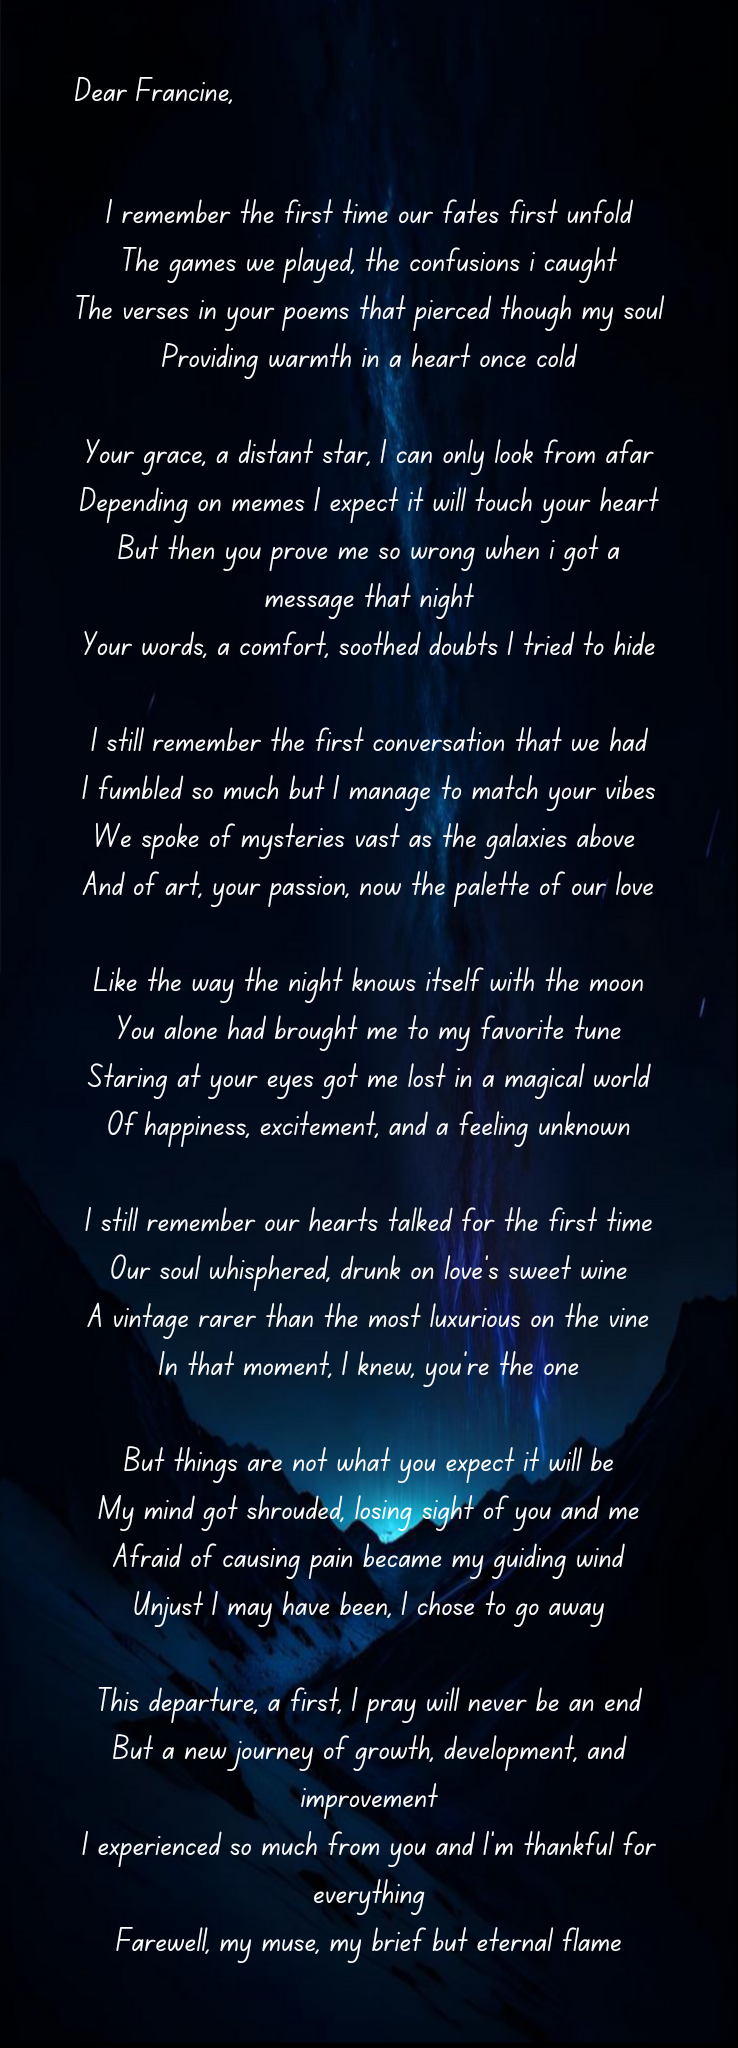 Dear Francine,
I remember the first time our fates first unfold
The games we played, the confusions i caught
The verses in your poems that pierced though my soul
Providing warmth in a heart once cold
Your grace, a distant star, I can only look from afar
Depending on memes I expect it will touch your heart
But then you prove me so wrong when i got a
message that night
Your words, a comfort, soothed doubts I tried to hide
I still remember the first conversation that we had
I fumbled so much but I manage to match your vibes
We spoke of mysteries vast as the galaxies above
And of art, your passion, now the palette of our love
Like the way the night knows itself with the moon
You alone had brought me to my favorite tune
Staring at your eyes got me lost in a magical world
Of happiness, excitement, and a feeling unknown
I still remember our hearts talked for the first time
Our soul whisphered, drunk on love's sweet wine
A vintage rarer than the most luxurious on the vine
In that moment, I knew, you're the one
But things are not what you expect it will be
My mind got shrouded, losing sight of you and me
Afraid of causing pain became my guiding wind
Unjust I may have been, I chose to go away
This departure, a first, I pray will never be an end
But a new journey of growth, development, and
improvement
I experienced so much from you and I'm thankful for
everything
Farewell, my muse, my brief but eternal flame